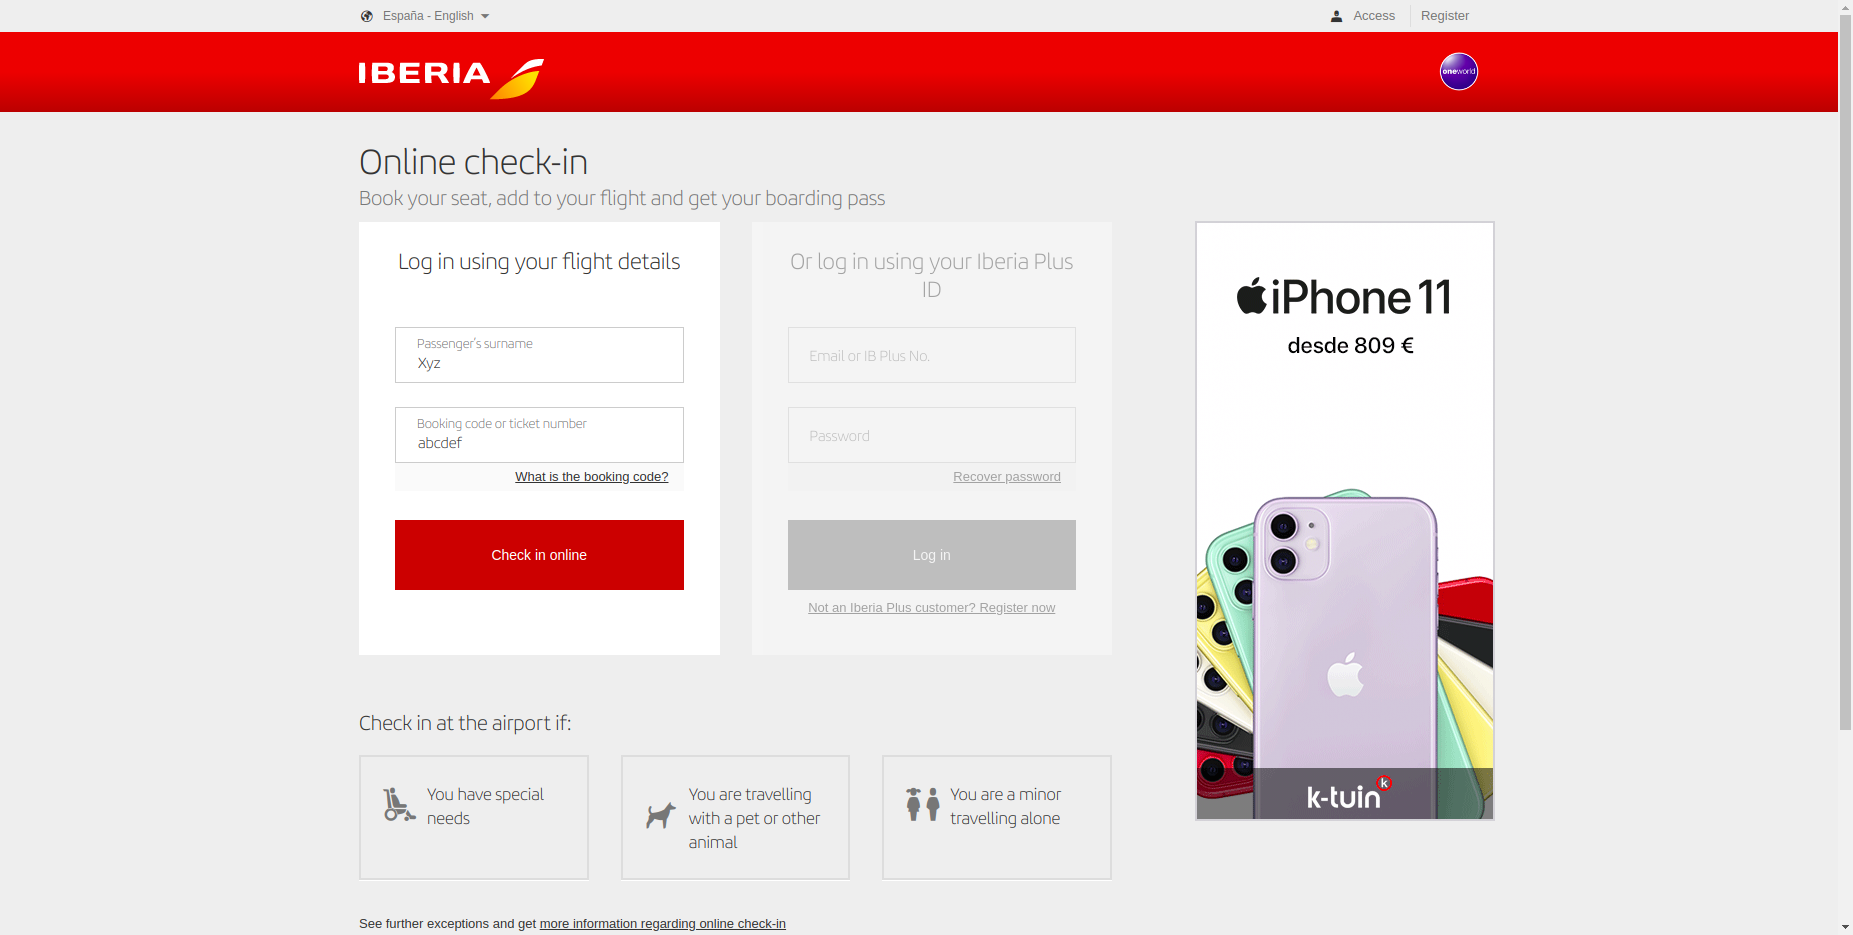 España - English
Access
Register
IBERIA
oneworld
Online check-in
Book your seat, add to your flight and get your boarding pass
Log in using your flight details
Passenger's surname
Xyz
Booking code or ticket number
abcdef
What is the booking code?
Check in online
Or log in using your Iberia Plus
ID
Email or IB Plus No.
Password
Recover password
Log in
Not an Iberia Plus customer? Register now
iPhone 11
desde 809 €
k-tuin
k
Check in at the airport if:
You have special
needs
You are travelling
with a pet or other
animal
You are a minor
travelling alone
See further exceptions and get more information regarding online check-in